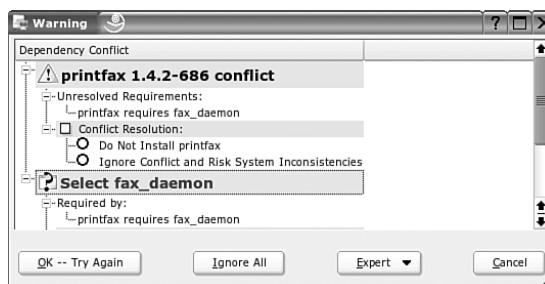 Warning
Dependency Conflict
printfax 1.4.2-686 conflict
Unresolved Requirements:
printfax requires fax_daemon
Conflict Resolution:
Do Not Install printfax
Ignore Conflict and Risk System Inconsistencies
Select fax_daemon
Required by:
printfax requires fax_daemon
OK -- Try Again Ignore All Expert Cancel